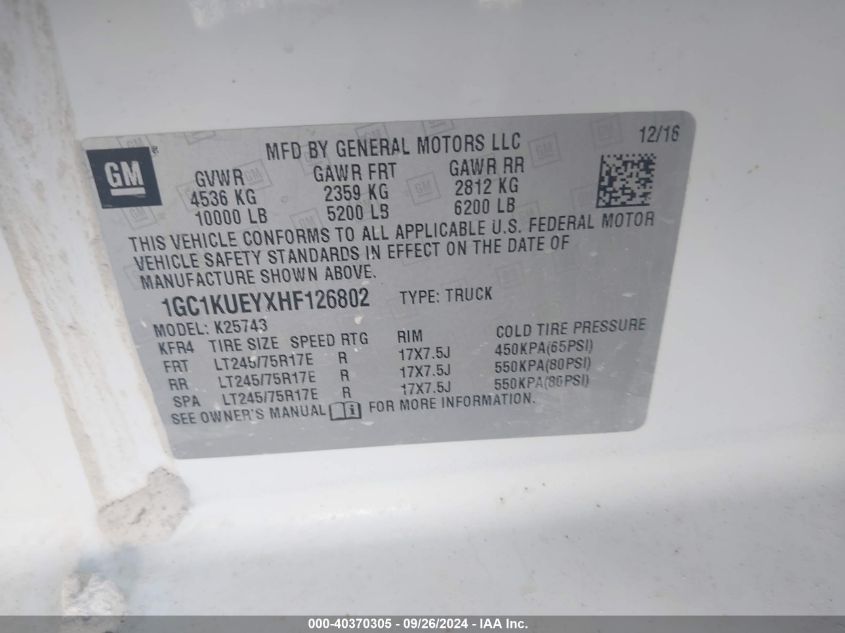 12/16
MFD BY GENERAL MOTORS LLC
GM
GVWR GAWR FRT GAWR RR
4536 KG 2359 KG 2812 KG
10000 LB 5200 LB 6200 LB
THIS VEHICLE CONFORMS TO ALL APPLICABLE U.S. FEDERAL MOTOR
VEHICLE SAFETY STANDARDS IN EFFECT ON THE DATE OF
MANUFACTURE SHOWN ABOVE.
1GC1KUEYXHF126802 TYPE: TRUCK
MODEL: K25743
KFR4 TIRE SIZE SPEED RTG RIM COLD TIRE PRESSURE
FRT LT245/75R17E R 17X7.5J 450KPA(65PSI)
RR LT245/75R17E R 17X7.5J 550KPA(80PSI)
SPA LT245/75R17E R 17X7.5J 550KPA(80PSI)
SEE OWNER'S MANUAL FOR MORE INFORMATION.
000-40370305 - 09/26/2024 - IAA Inc.